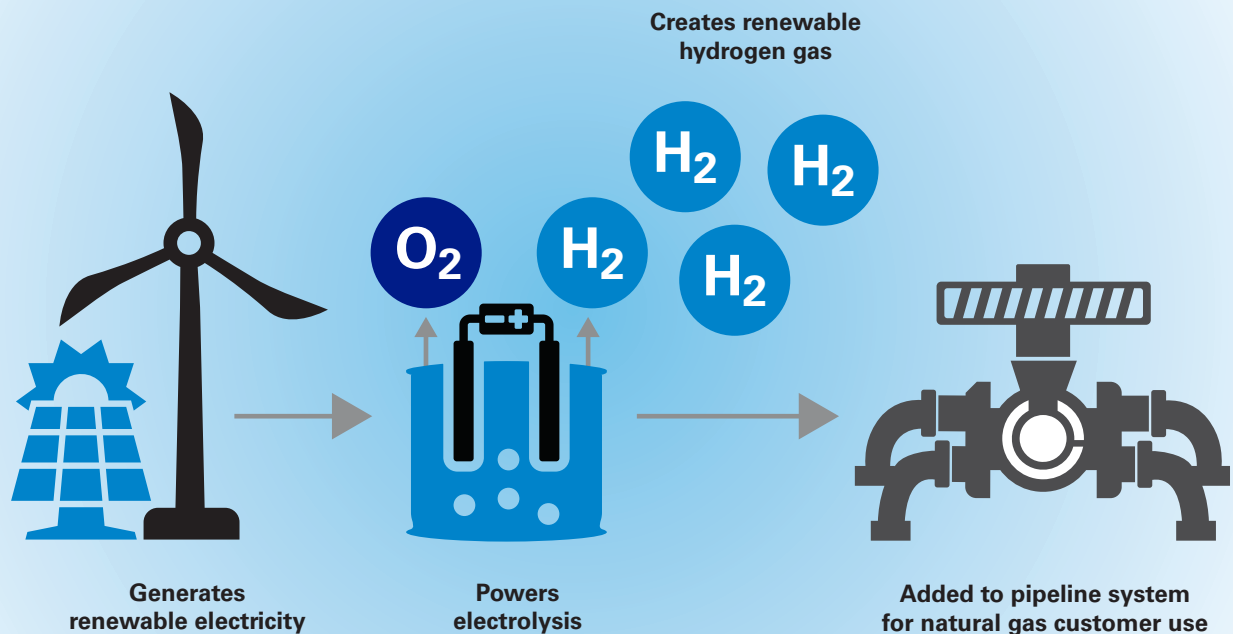 Creates renewable
hydrogen gas
H₂
H₂
O₂
H₂
H₂
Generates
renewable electricity
Powers
electrolysis
Added to pipeline system
for natural gas customer use